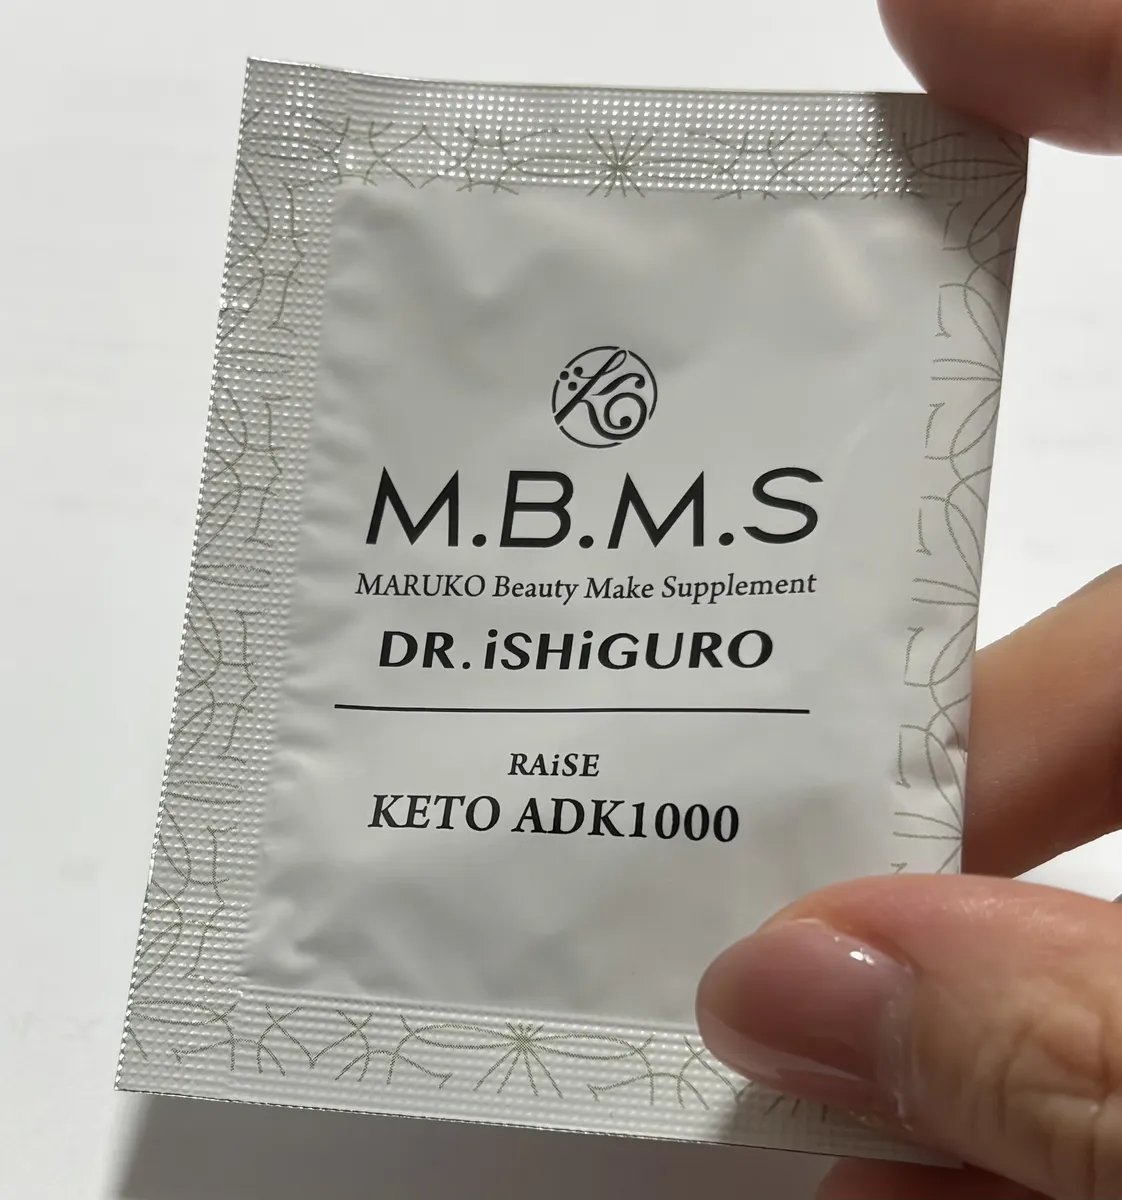 M.B.M.S
MARUKO Beauty Make Supplement
DR.iSHiGURO
RAiSE
KETO ADK1000